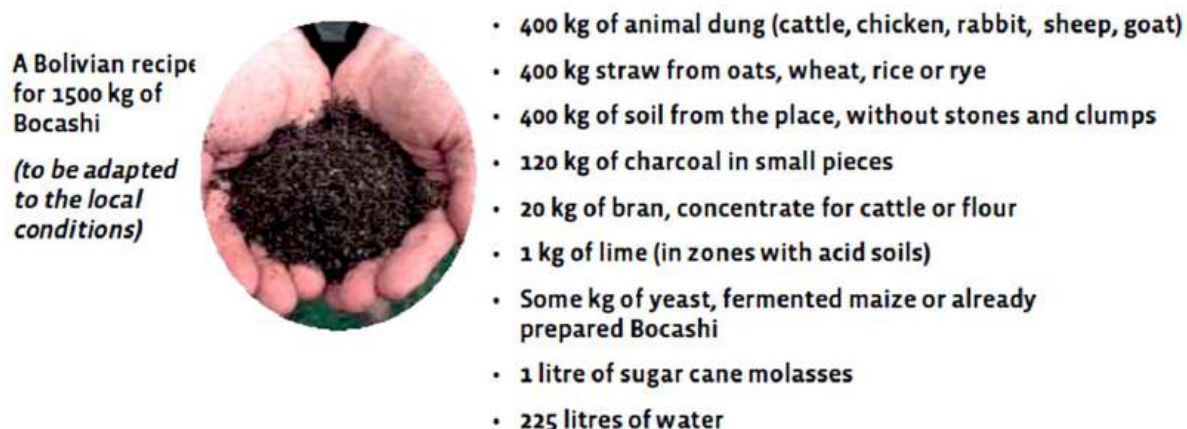 A Bolivian recipe
for 1500 kg of
Bocashi
(to be adapted
to the local
conditions)
• 400 kg of animal dung (cattle, chicken, rabbit, sheep, goat)
• 400 kg straw from oats, wheat, rice or rye
• 400 kg of soil from the place, without stones and clumps
• 120 kg of charcoal in small pieces
• 20 kg of bran, concentrate for cattle or flour
• 1 kg of lime (in zones with acid soils)
• Some kg of yeast, fermented maize or already
prepared Bocashi
• 1 litre of sugar cane molasses
• 225 litres of water